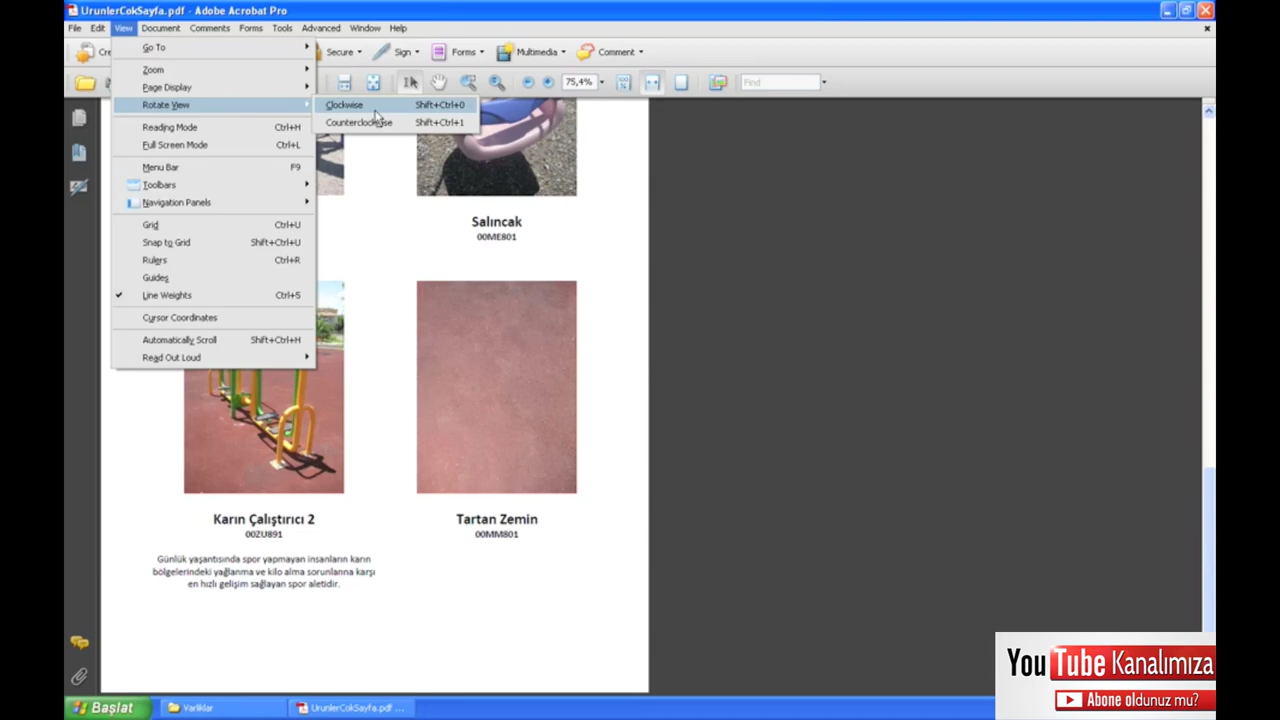 UrunlerCokSayfa.pdf - Adobe Acrobat Pro
File Edit View Document Comments Forms Tools Advanced Window Help
Secure Sign Forms Multimedia Comment
75,4% Find
Go To
Zoom
Page Display
Rotate View
Clockwise Shift+Ctrl+0
Counterclockwise Shift+Ctrl+1
Reading Mode Ctrl+H
Full Screen Mode Ctrl+L
Menu Bar F9
Toolbars
Navigation Panels
Grid Ctrl+U
Snap to Grid Shift+Ctrl+U
Rulers Ctrl+R
Guides
Line Weights Ctrl+5
Cursor Coordinates
Automatically Scroll Shift+Ctrl+H
Read Out Loud
Salıncak
00ME801
Karın Çalıştırıcı 2
00ZU891
Günlük yaşantısında spor yapmayan insanların karın
bölgelerindeki yağlanma ve kilo alma sorunlarına karşı
en hızlı gelişim sağlayan spor aletidir.
Tartan Zemin
00MM801
You Tube Kanalımıza
Abone oldunuz mu?
Başlat Varliklar UrunlerCokSayfa.pdf ...